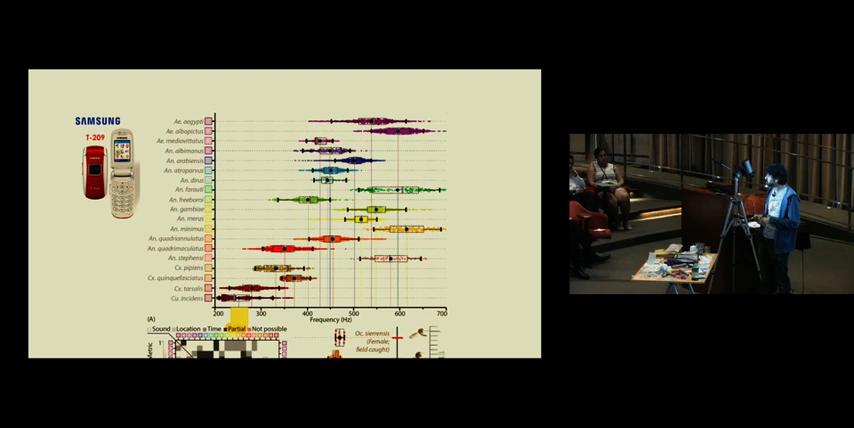 SAMSUNG
T-209
Ae. aegypti
Ae. albopictus
Ae. mediovittatus
An. albimanus
An. arabiensis
An. atroparvus
An. dirus
An. farauti
An. freeborni
An. gambiae
An. merus
An. minimus
An. quadriannulatus
An. quadrimaculatus
An. stephensi
Cx. pipiens
Cx. quinquefasciatus
Cx. tarsalis
Cu. incidens
200 300 400 500 600 700
Frequency (Hz)
(A)
Sound Location Time Partial Not possible
Oc. sierrensis
(Female;
field-caught)
1